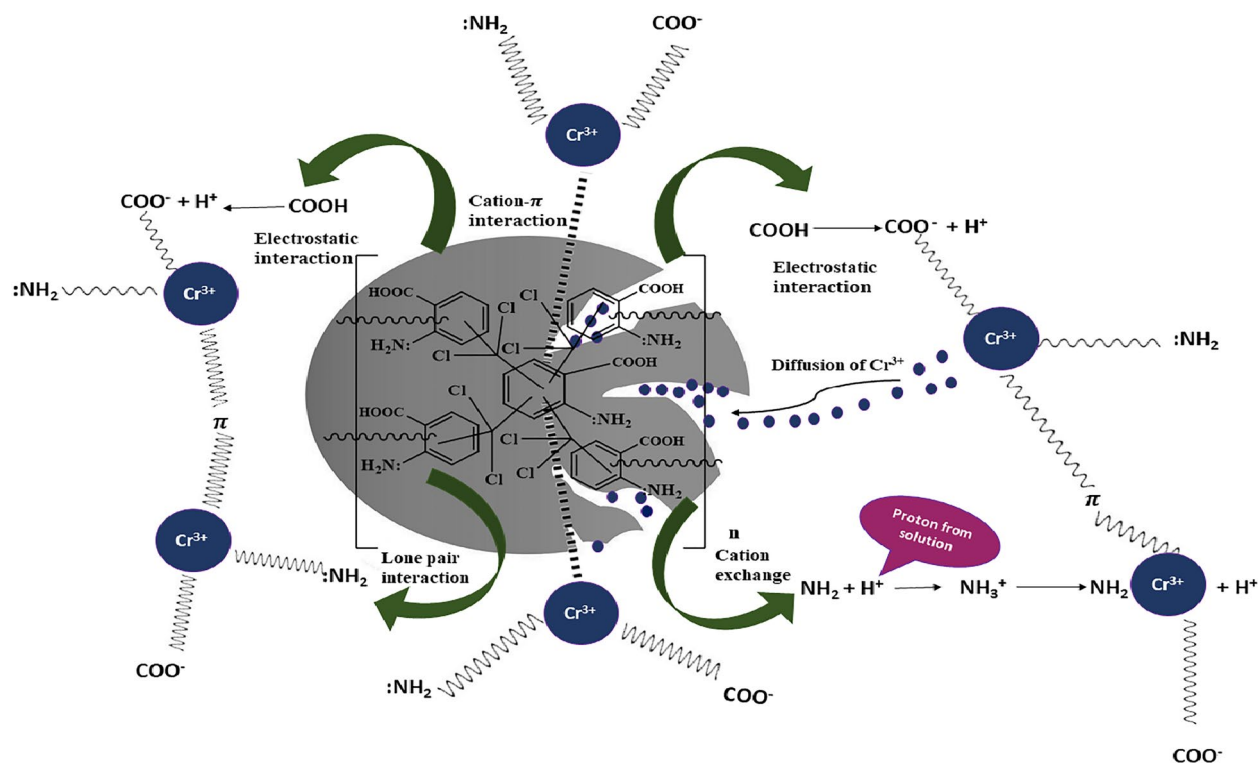 :NH₂
COO⁻
Cr³⁺
COO⁻ + H⁺
COOH
Cation-π
interaction
Electrostatic
interaction
COOH
COO⁻ + H⁺
Electrostatic
interaction
:NH₂
Cr³⁺
HOOC
Cl
Cl
COOH
Cr³⁺
:NH₂
H₂N:
Cl
Cl
:NH₂
Cl
COOH
Diffusion of Cr³⁺
π
HOOC
Cl
Cl
:NH₂
H₂N:
Cl
Cl
COOH
Cl
Cl
:NH₂
π
Cr³⁺
:NH₂
Lone pair
interaction
n
Cation
exchange
Proton from
solution
NH₂ + H⁺
NH₃⁺
NH₂
Cr³⁺
+ H⁺
Cr³⁺
COO⁻
:NH₂
COO⁻
COO⁻